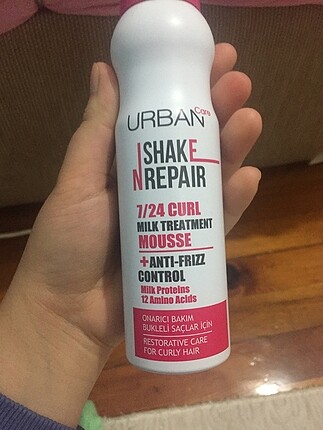 URBAN Care
SHAKE
N REPAIR
7/24 CURL
MILK TREATMENT
MOUSSE
+ANTI-FRIZZ
CONTROL
Milk Proteins
12 Amino Acids
ONARICI BAKIM
BUKLELİ SAÇLAR İÇİN
RESTORATIVE CARE
FOR CURLY HAIR